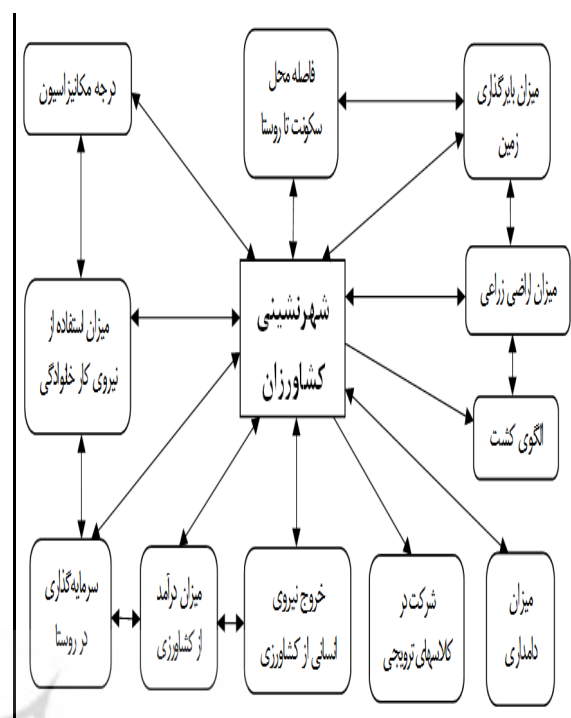 فاصله محل
سکونت تا روستا
میزان بایرگذاری
زمین
درجه مکانیزاسیون
میزان اراضی زراعی
شهرنشینی
کشاورزان
میزان استفاده از
نیروی کار خانوادگی
الگوی کشت
میزان
دامداری
شرکت در
کلاسهای ترویجی
خروج نیروی
انسانی از کشاورزی
میزان درآمد
از کشاورزی
سرمایه‌گذاری
در روستا